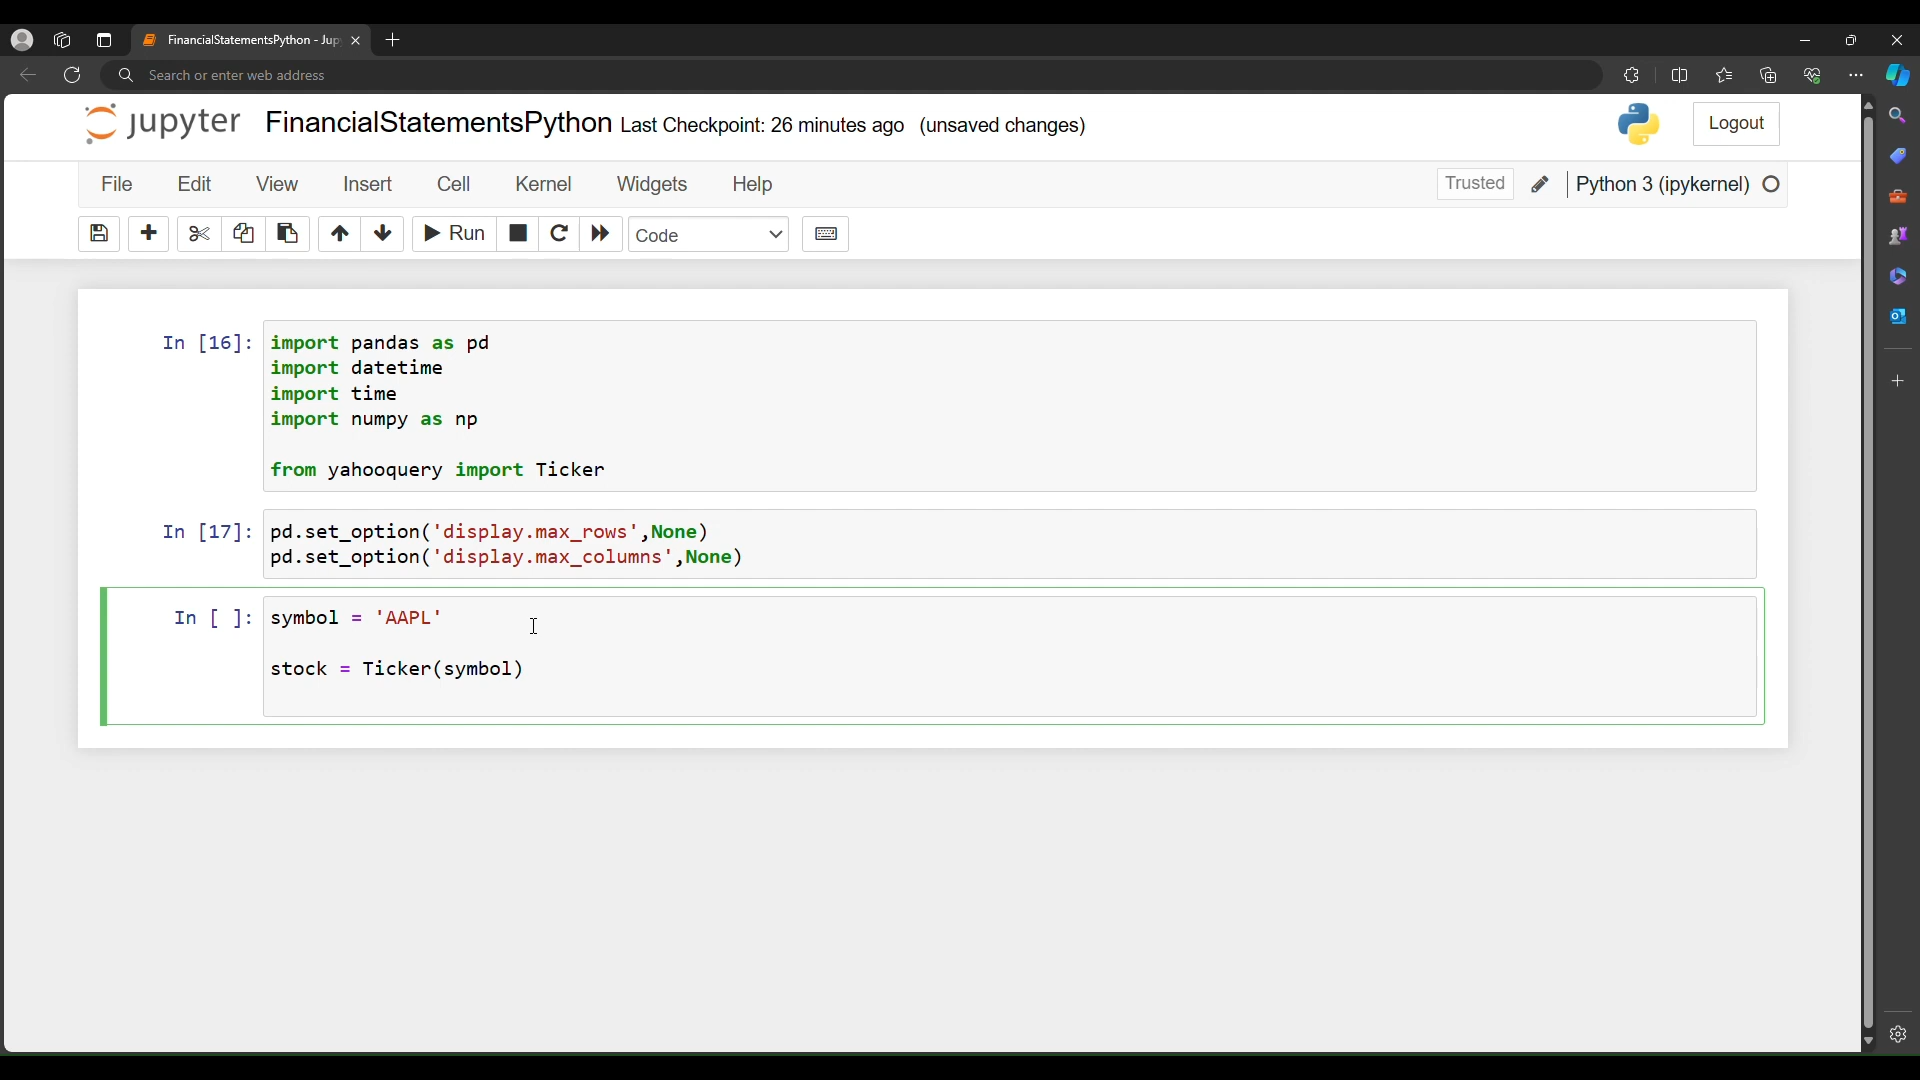 FinancialStatementsPython - Jup
Search or enter web address
jupyter FinancialStatementsPython Last Checkpoint: 26 minutes ago (unsaved changes)
Logout
File Edit View Insert Cell Kernel Widgets Help
Trusted Python 3 (ipykernel)
Run Code
In [16]: import pandas as pd
import datetime
import time
import numpy as np
from yahooquery import Ticker
In [17]: pd.set_option('display.max_rows',None)
pd.set_option('display.max_columns',None)
In [ ]: symbol = 'AAPL'
stock = Ticker(symbol)